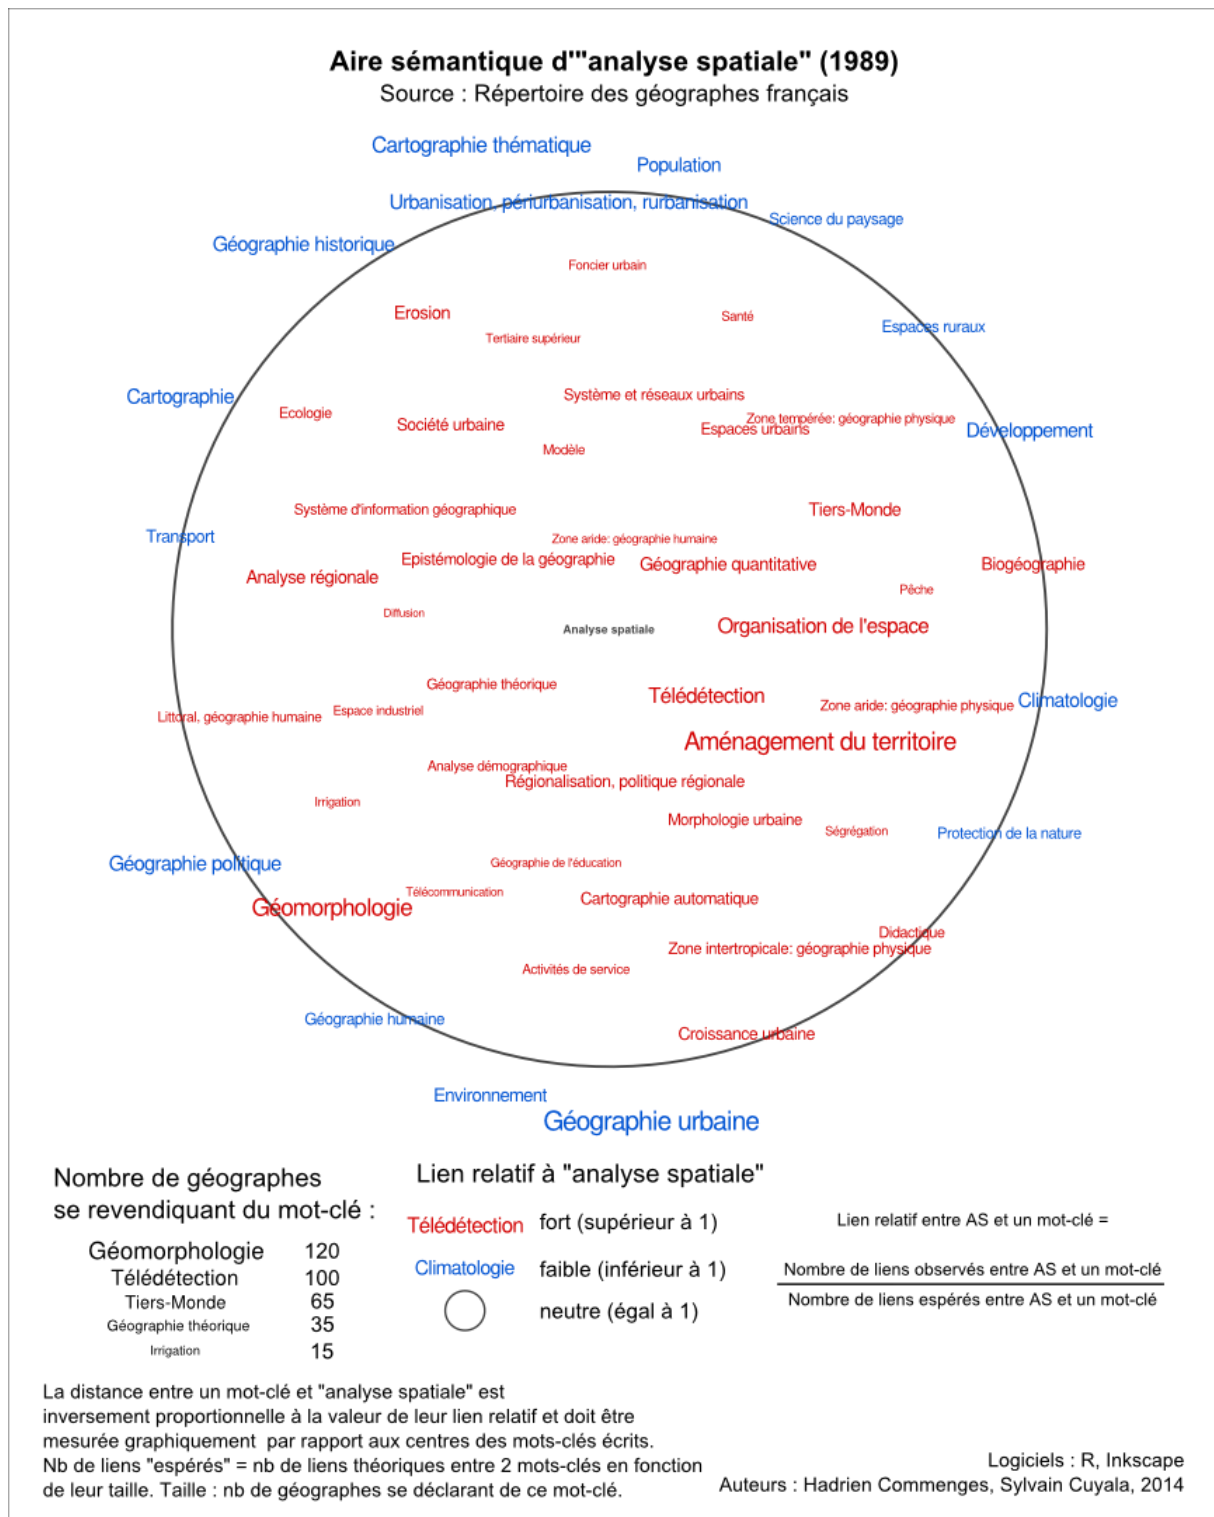 Aire sémantique d'"analyse spatiale" (1989)
Source : Répertoire des géographes français
Cartographie thématique
Population
Urbanisation, périurbanisation, rurbanisation
Science du paysage
Géographie historique
Foncier urbain
Erosion
Santé
Espaces ruraux
Tertiaire supérieur
Cartographie
Système et réseaux urbains
Ecologie
Zone tempérée: géographie physique
Société urbaine
Espaces urbains
Développement
Modèle
Système d'information géographique
Tiers-Monde
Transport
Zone aride: géographie humaine
Epistémologie de la géographie
Géographie quantitative
Biogéographie
Analyse régionale
Pêche
Diffusion
Analyse spatiale
Organisation de l'espace
Géographie théorique
Télédétection
Climatologie
Zone aride: géographie physique
Espace industriel
Littoral, géographie humaine
Aménagement du territoire
Analyse démographique
Régionalisation, politique régionale
Irrigation
Morphologie urbaine
Ségrégation
Protection de la nature
Géographie politique
Géographie de l'éducation
Télécommunication
Cartographie automatique
Géomorphologie
Didactique
Zone intertropicale: géographie physique
Activités de service
Géographie humaine
Croissance urbaine
Environnement
Géographie urbaine
Nombre de géographes
se revendiquant du mot-clé :
Géomorphologie 120
Télédétection 100
Tiers-Monde 65
Géographie théorique 35
Irrigation 15
Lien relatif à "analyse spatiale"
Télédétection fort (supérieur à 1)
Climatologie faible (inférieur à 1)
neutre (égal à 1)
Lien relatif entre AS et un mot-clé =
Nombre de liens observés entre AS et un mot-clé
Nombre de liens espérés entre AS et un mot-clé
La distance entre un mot-clé et "analyse spatiale" est
inversement proportionnelle à la valeur de leur lien relatif et doit être
mesurée graphiquement par rapport aux centres des mots-clés écrits.
Nb de liens "espérés" = nb de liens théoriques entre 2 mots-clés en fonction
de leur taille. Taille : nb de géographes se déclarant de ce mot-clé.
Logiciels : R, Inkscape
Auteurs : Hadrien Commenges, Sylvain Cuyala, 2014